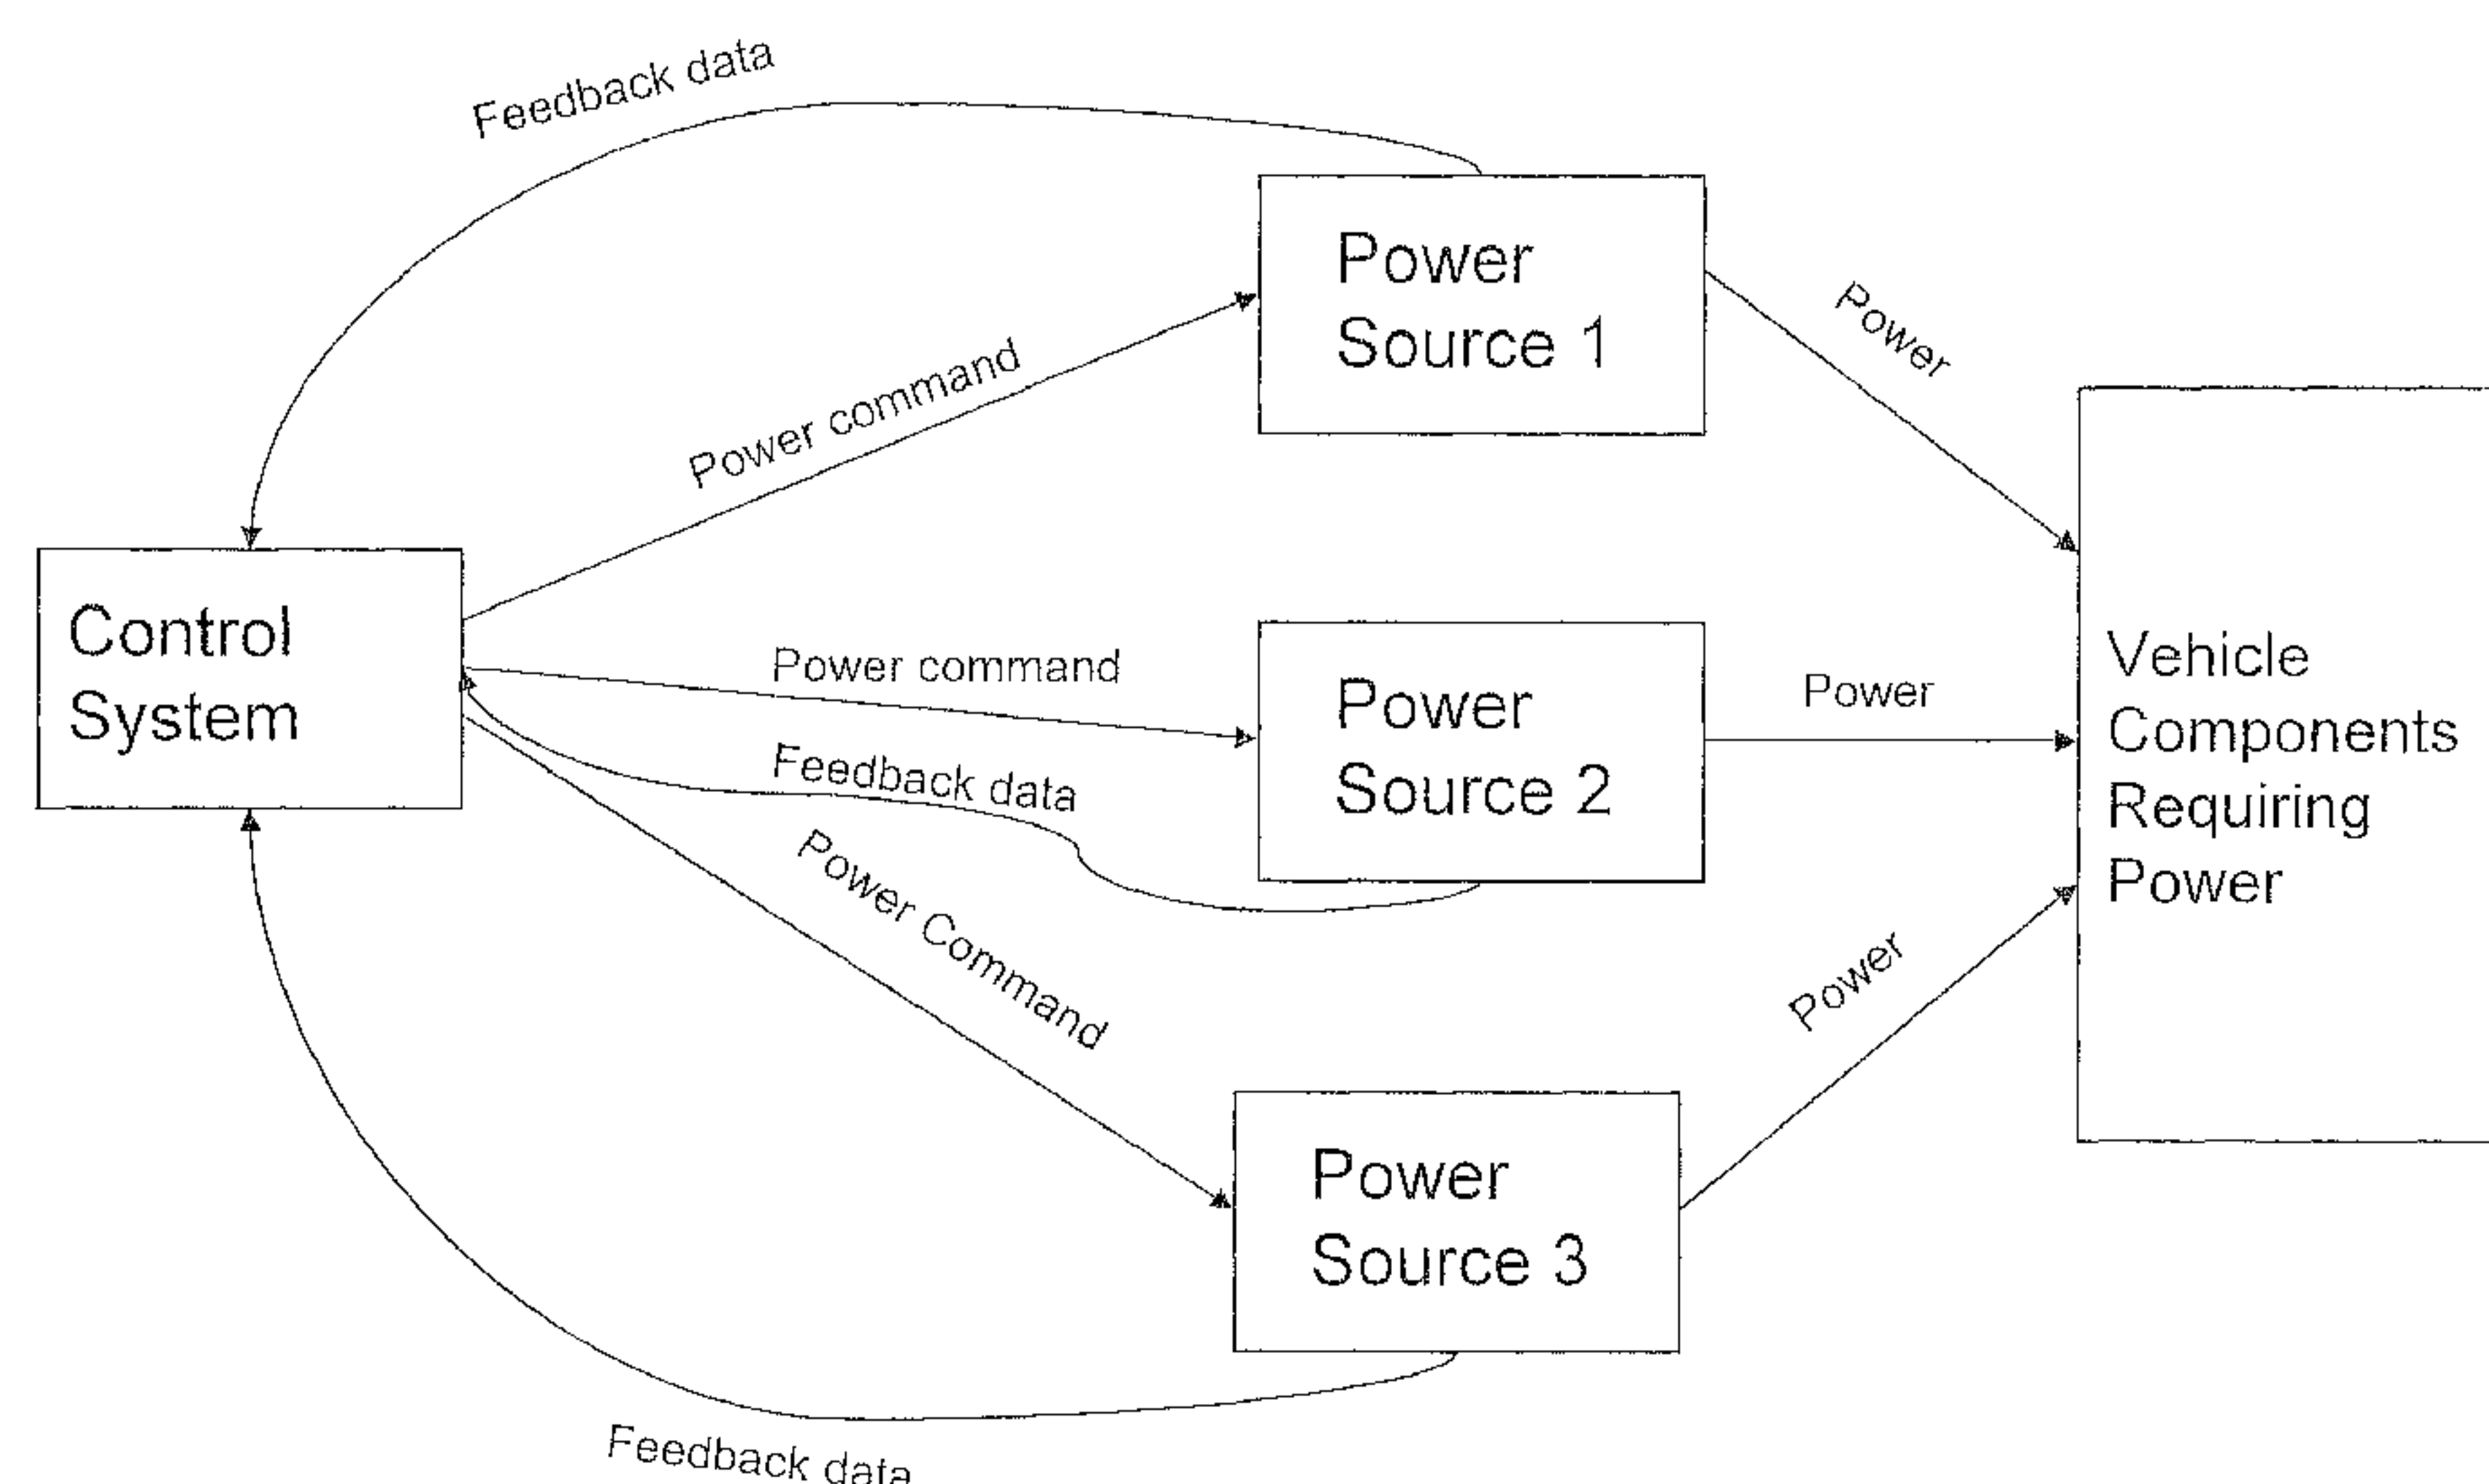 Feedback data
Power
Source 1
Power
Power command
Control
System
Power command
Feedback data
Power
Source 2
Power
Vehicle
Components
Requiring
Power
Power Command
Power
Power
Source 3
Feedback data